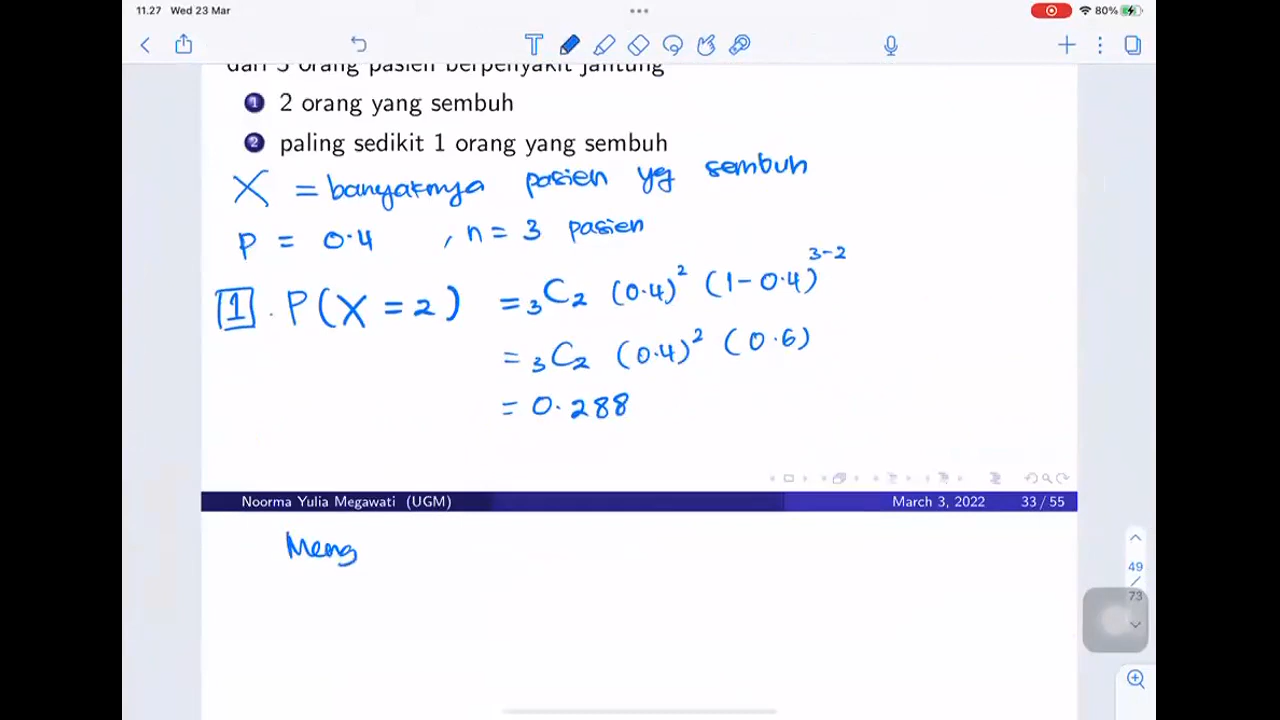 11.27 Wed 23 Mar
80%
dari 3 orang pasien berpenyakit jantung
1 2 orang yang sembuh
2 paling sedikit 1 orang yang sembuh
X = banyaknya pasien yg sembuh
P = 0.4 , n = 3 pasien
1. P(X = 2) = ₃C₂ (0.4)² (1-0.4)³⁻²
= ₃C₂ (0.4)² (0.6)
= 0.288
Noorma Yulia Megawati (UGM) March 3, 2022 33 / 55
Meng
49
/
73